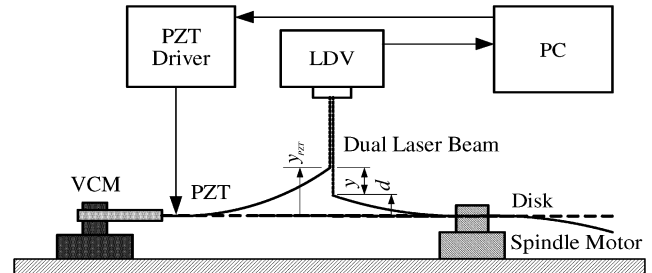 PZT
Driver
LDV
PC
Dual Laser Beam
y_PZT
y
d
VCM
PZT
Disk
Spindle Motor